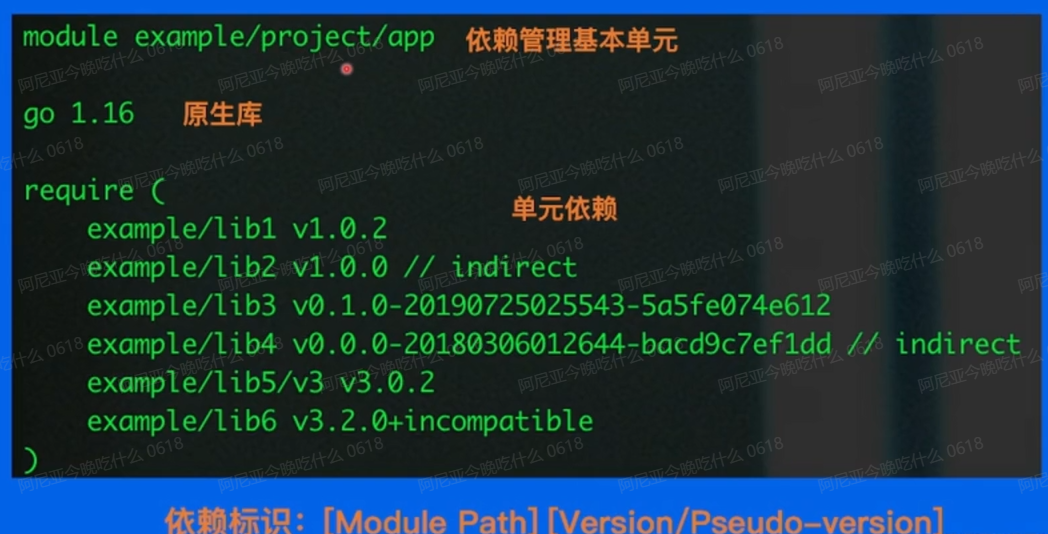 module example/project/app 依赖管理基本单元
go 1.16 原生库
require (
单元依赖
example/lib1 v1.0.2
example/lib2 v1.0.0 // indirect
example/lib3 v0.1.0-20190725025543-5a5fe074e612
example/lib4 v0.0.0-20180306012644-bacd9c7ef1dd // indirect
example/lib5/v3 v3.0.2
example/lib6 v3.2.0+incompatible
)
依赖标识：[Module Path][Version/Pseudo-version]
阿尼亚今晚吃什么 0618